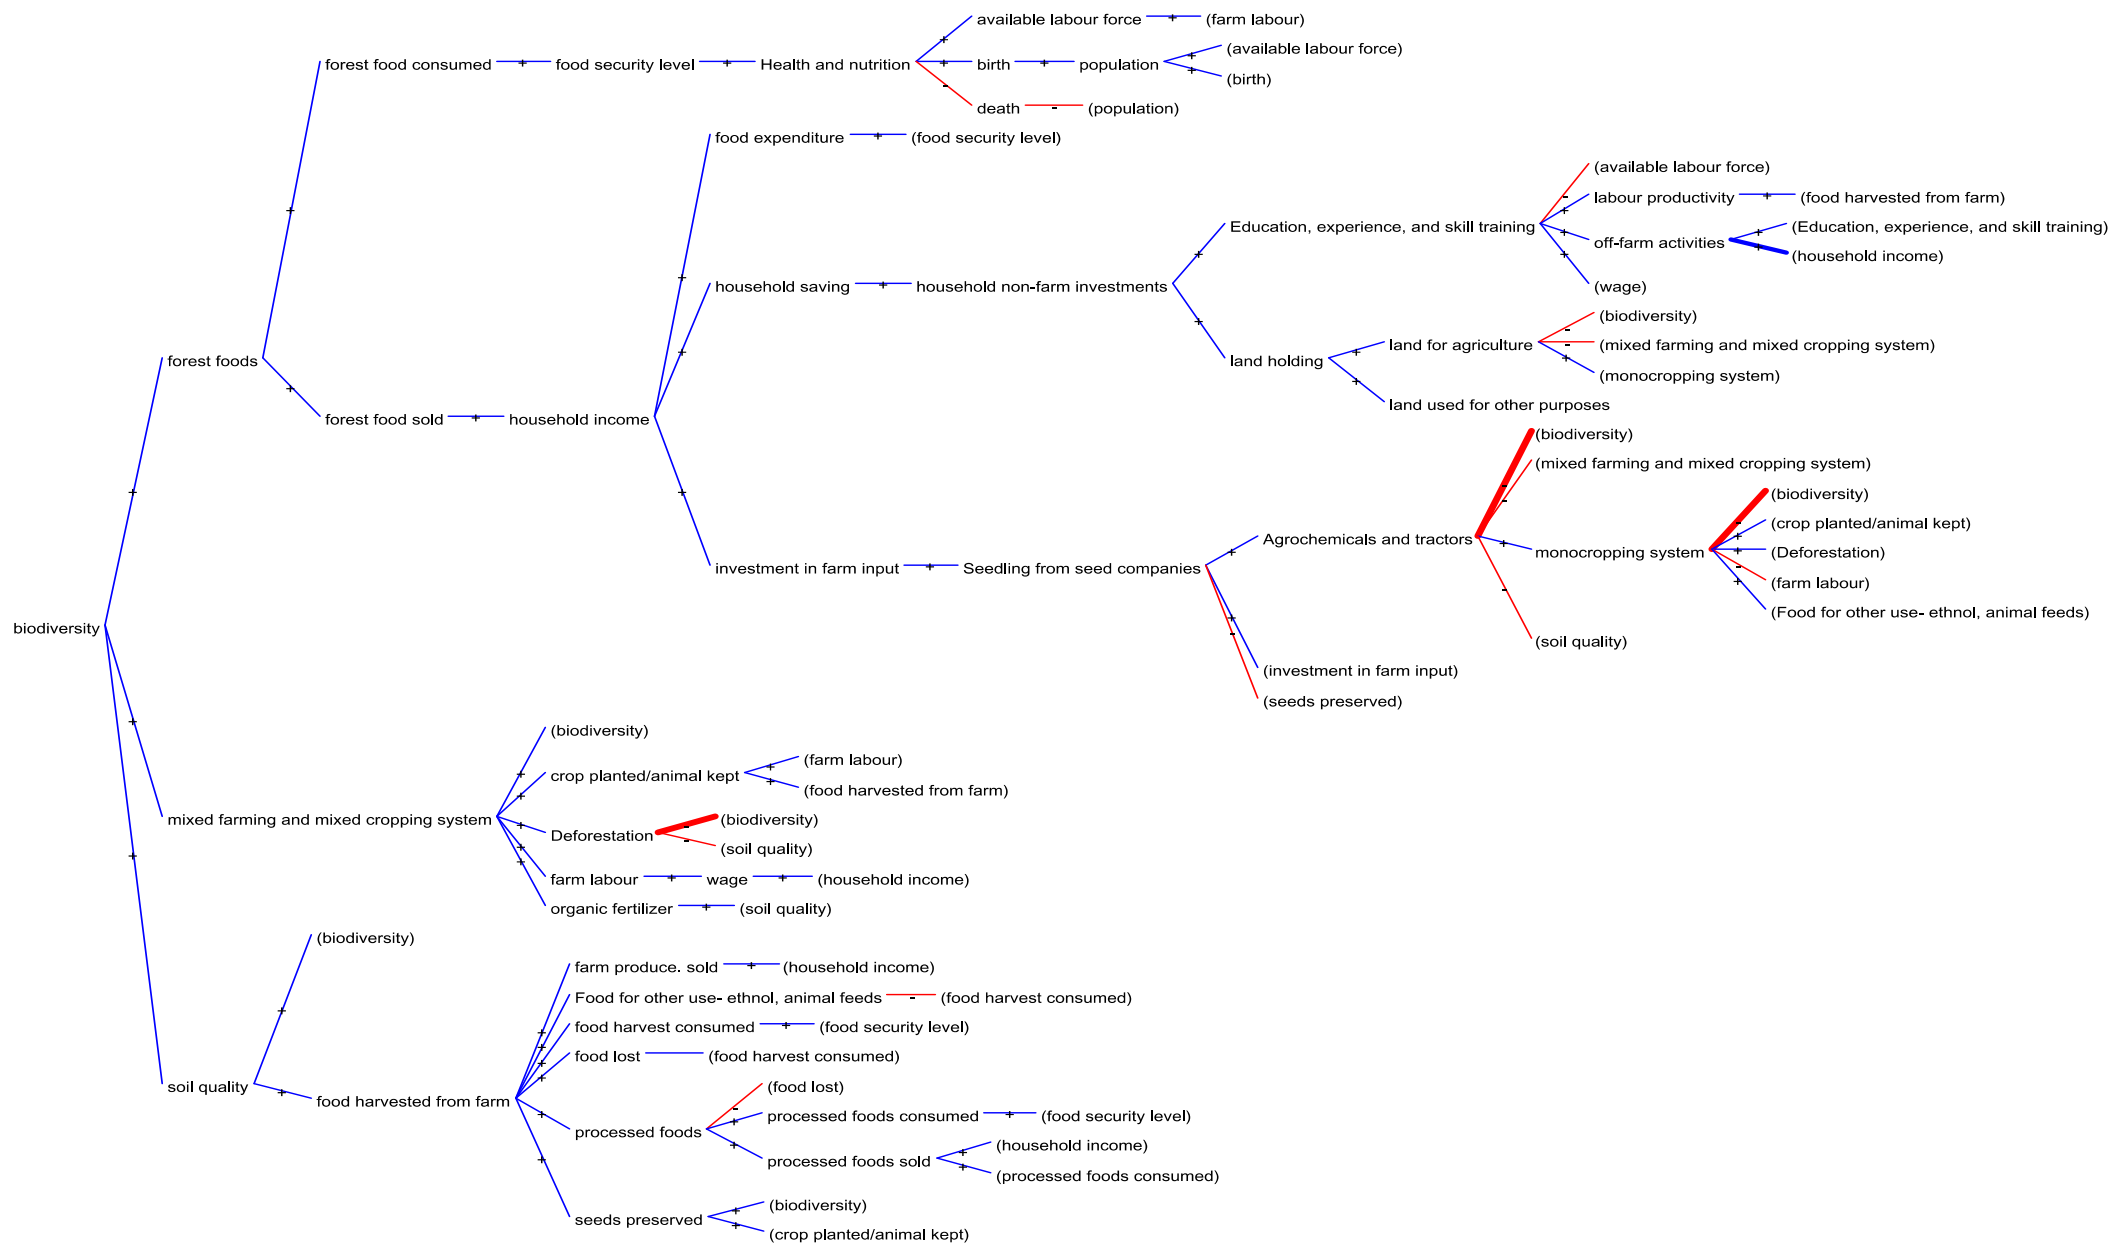 available labour force
(farm labour)
(available labour force)
forest food consumed
food security level
Health and nutrition
birth
population
(birth)
death
(population)
food expenditure
(food security level)
(available labour force)
labour productivity
(food harvested from farm)
Education, experience, and skill training
(Education, experience, and skill training)
off-farm activities
(household income)
household saving
household non-farm investments
(wage)
(biodiversity)
land for agriculture
(mixed farming and mixed cropping system)
forest foods
land holding
(monocropping system)
land used for other purposes
forest food sold
household income
(biodiversity)
(mixed farming and mixed cropping system)
(biodiversity)
(crop planted/animal kept)
Agrochemicals and tractors
monocropping system
(Deforestation)
investment in farm input
Seedling from seed companies
(farm labour)
(Food for other use- ethnol, animal feeds)
biodiversity
(soil quality)
(investment in farm input)
(seeds preserved)
(biodiversity)
(farm labour)
crop planted/animal kept
(food harvested from farm)
mixed farming and mixed cropping system
(biodiversity)
Deforestation
(soil quality)
farm labour
wage
(household income)
organic fertilizer
(soil quality)
(biodiversity)
farm produce. sold
(household income)
Food for other use- ethnol, animal feeds
(food harvest consumed)
food harvest consumed
(food security level)
food lost
(food harvest consumed)
soil quality
food harvested from farm
(food lost)
processed foods consumed
(food security level)
processed foods
(household income)
processed foods sold
(processed foods consumed)
(biodiversity)
seeds preserved
(crop planted/animal kept)